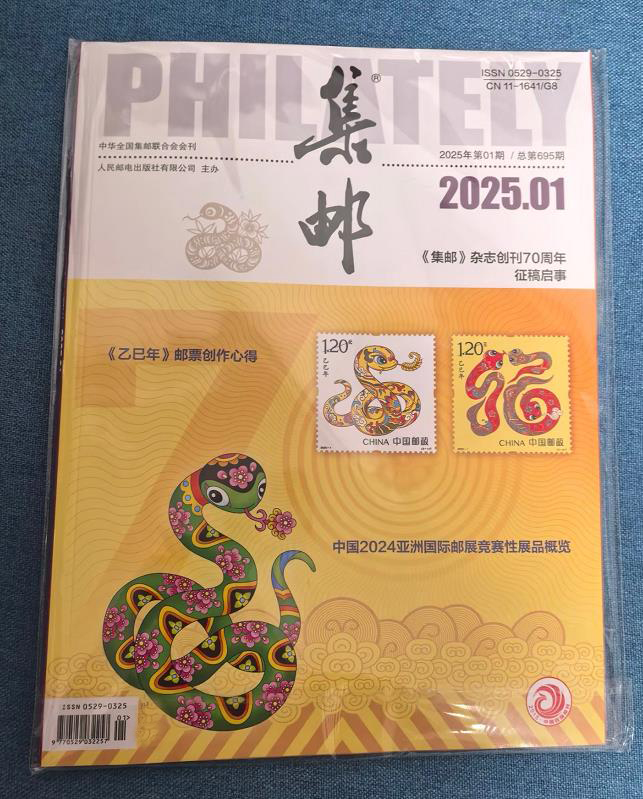 PHILATELY
集邮
®
ISSN 0529-0325
CN 11-1641/G8
中华全国集邮联合会会刊
人民邮电出版社有限公司 主办
2025年第01期 / 总第695期
2025.01
《集邮》杂志创刊70周年
征稿启事
《乙巳年》邮票创作心得
1.20元
乙巳年
CHINA 中国邮政
1.20元
乙巳年
CHINA 中国邮政
中国2024亚洲国际邮展竞赛性展品概览
70
ISSN 0529-0325
01>
9 770529 032257